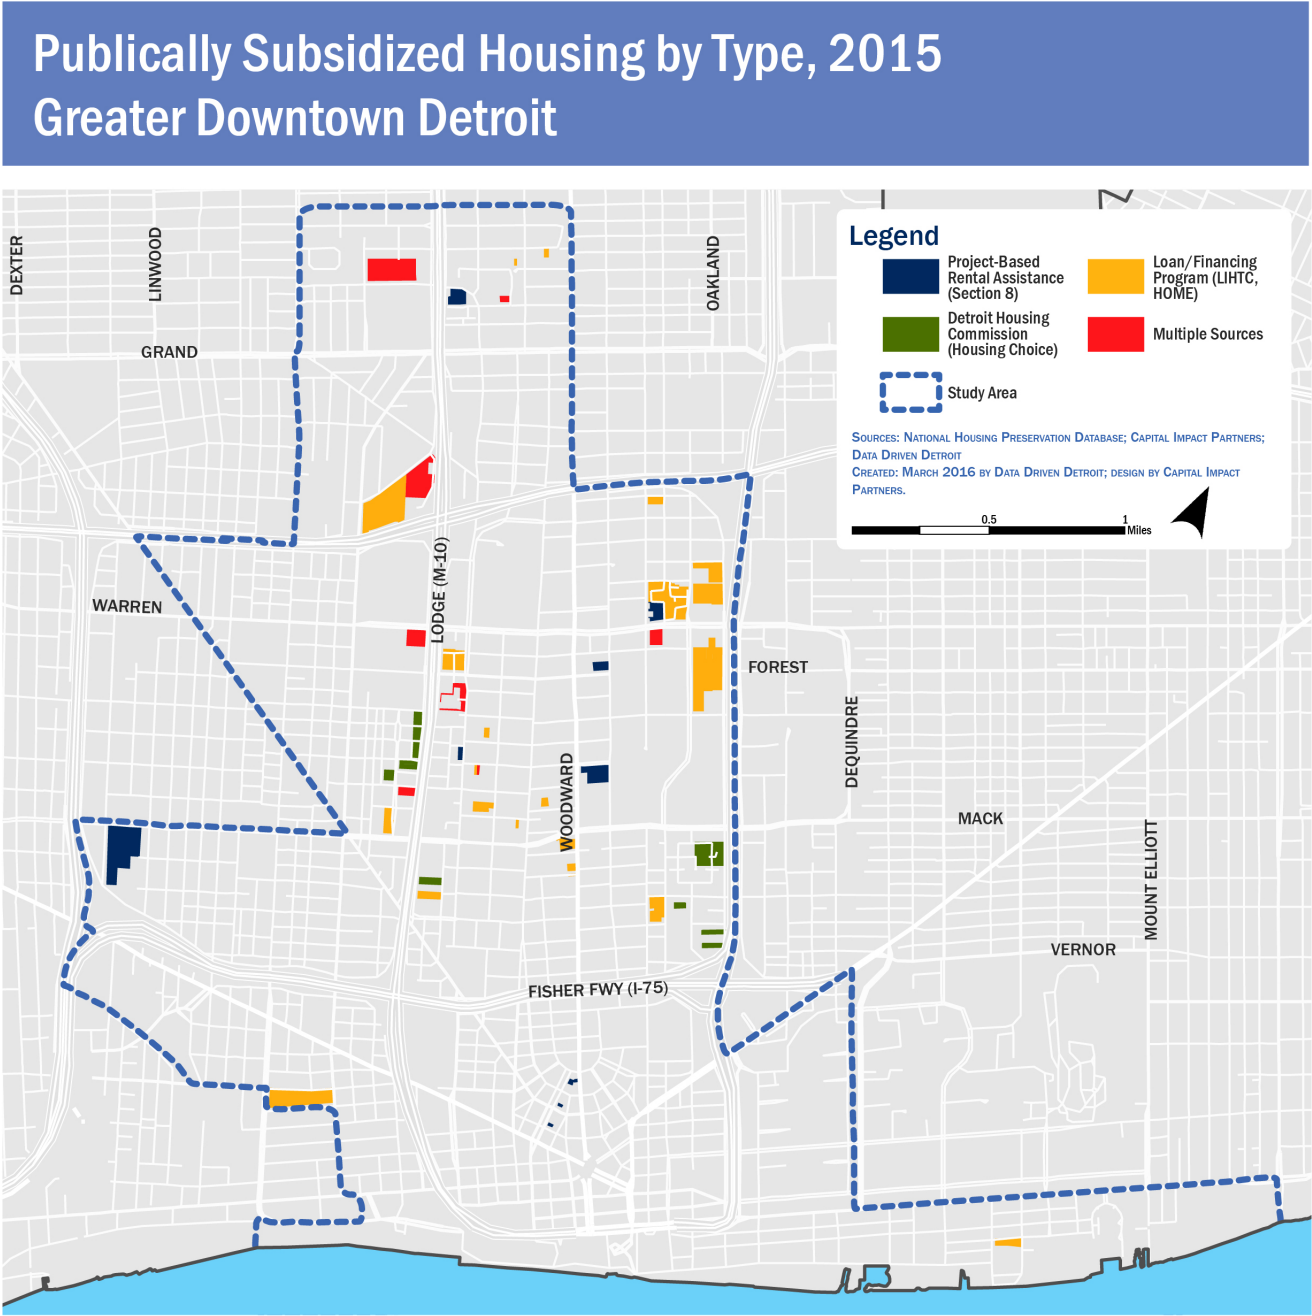 Publically Subsidized Housing by Type, 2015
Greater Downtown Detroit
DEXTER
LINWOOD
OAKLAND
GRAND
Legend
Project-Based
Rental Assistance
(Section 8)
Loan/Financing
Program (LIHTC,
HOME)
Detroit Housing
Commission
(Housing Choice)
Multiple Sources
Study Area
Sources: National Housing Preservation Database; Capital Impact Partners;
Data Driven Detroit
Created: March 2016 by Data Driven Detroit; design by Capital Impact
Partners.
0.5
1
Miles
WARREN
LODGE (M-10)
FOREST
DEQUINDRE
WOODWARD
MACK
MOUNT ELLIOTT
VERNOR
FISHER FWY (I-75)